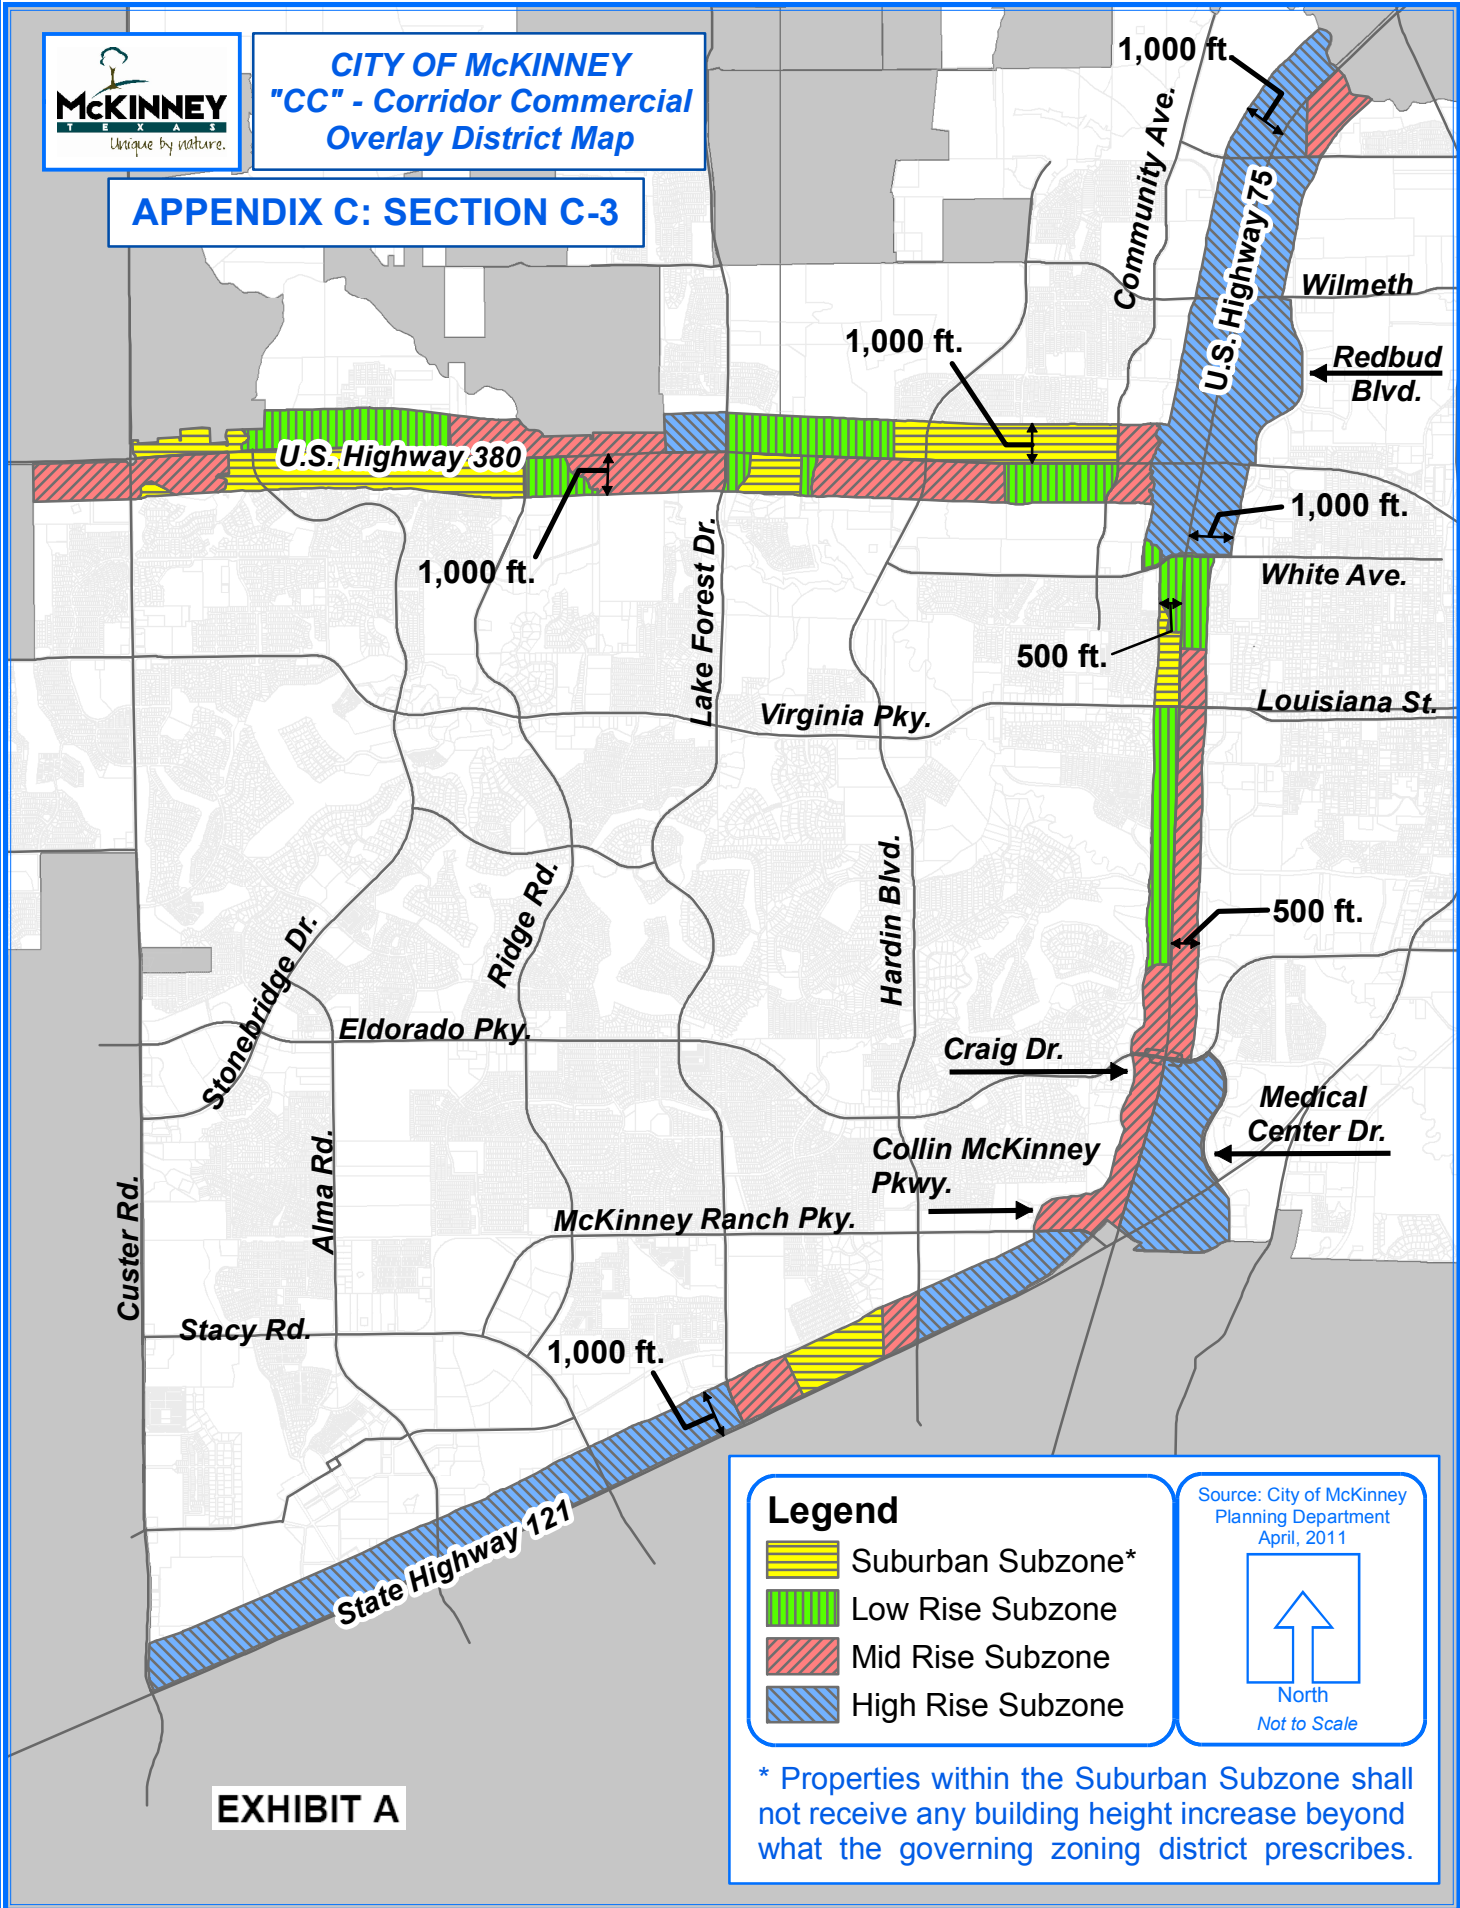 McKINNEY
TEXAS
Unique by nature.
CITY OF McKINNEY
"CC" - Corridor Commercial
Overlay District Map
APPENDIX C: SECTION C-3
1,000 ft.
Community Ave.
U.S. Highway 75
Wilmeth
Redbud
Blvd.
1,000 ft.
U.S. Highway 380
1,000 ft.
1,000 ft.
White Ave.
Lake Forest Dr.
500 ft.
Louisiana St.
Virginia Pky.
Hardin Blvd.
Ridge Rd.
500 ft.
Stonebridge Dr.
Eldorado Pky.
Craig Dr.
Medical
Center Dr.
Alma Rd.
Collin McKinney
Pkwy.
Custer Rd.
McKinney Ranch Pky.
Stacy Rd.
1,000 ft.
State Highway 121
Legend
Suburban Subzone*
Low Rise Subzone
Mid Rise Subzone
High Rise Subzone
Source: City of McKinney
Planning Department
April, 2011
North
Not to Scale
* Properties within the Suburban Subzone shall
not receive any building height increase beyond
what the governing zoning district prescribes.
EXHIBIT A